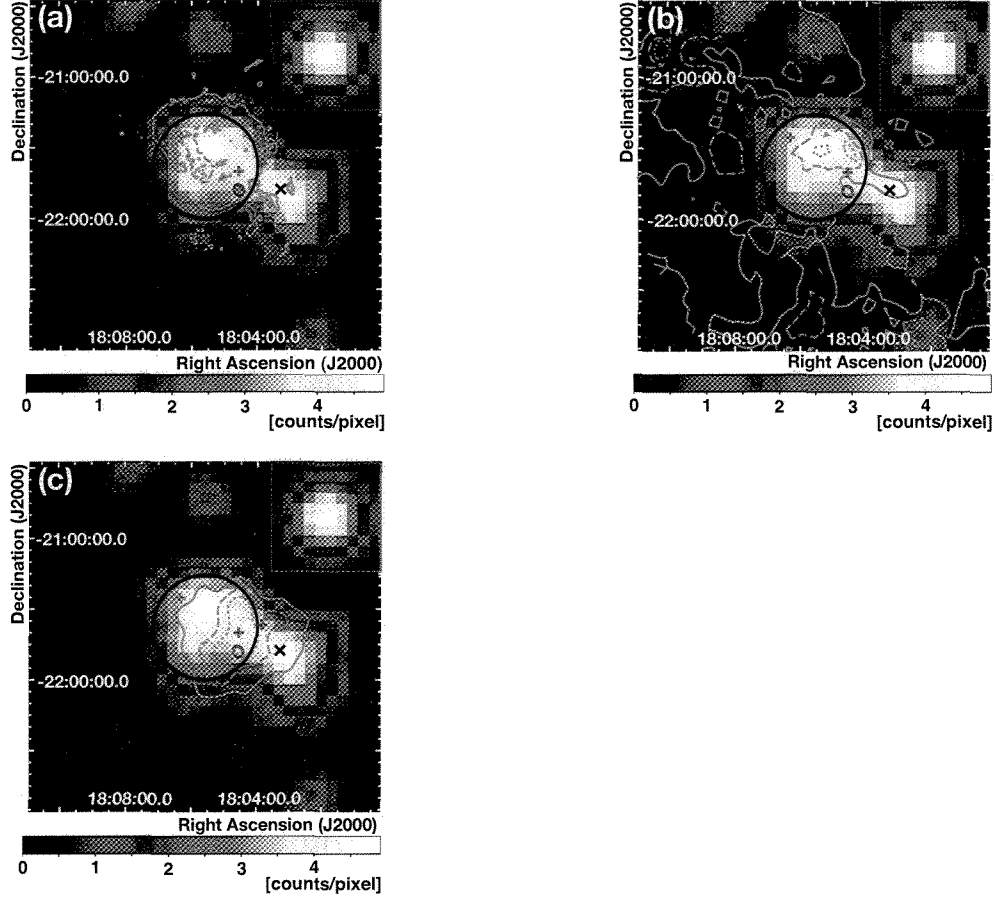 (a)
Declination (J2000)
-21:00:00.0
-22:00:00.0
18:08:00.0 18:04:00.0
Right Ascension (J2000)
0 1 2 3 4
[counts/pixel]
(b)
Declination (J2000)
-21:00:00.0
-22:00:00.0
18:08:00.0 18:04:00.0
Right Ascension (J2000)
0 1 2 3 4
[counts/pixel]
(c)
Declination (J2000)
-21:00:00.0
-22:00:00.0
18:08:00.0 18:04:00.0
Right Ascension (J2000)
0 1 2 3 4
[counts/pixel]